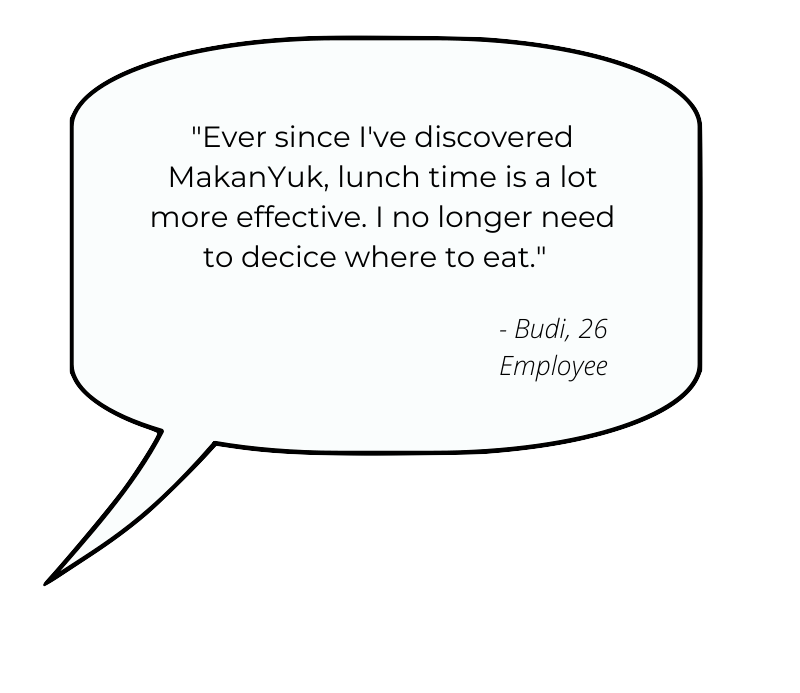 "Ever since I've discovered
MakanYuk, lunch time is a lot
more effective. I no longer need
to decice where to eat."
- Budi, 26
Employee